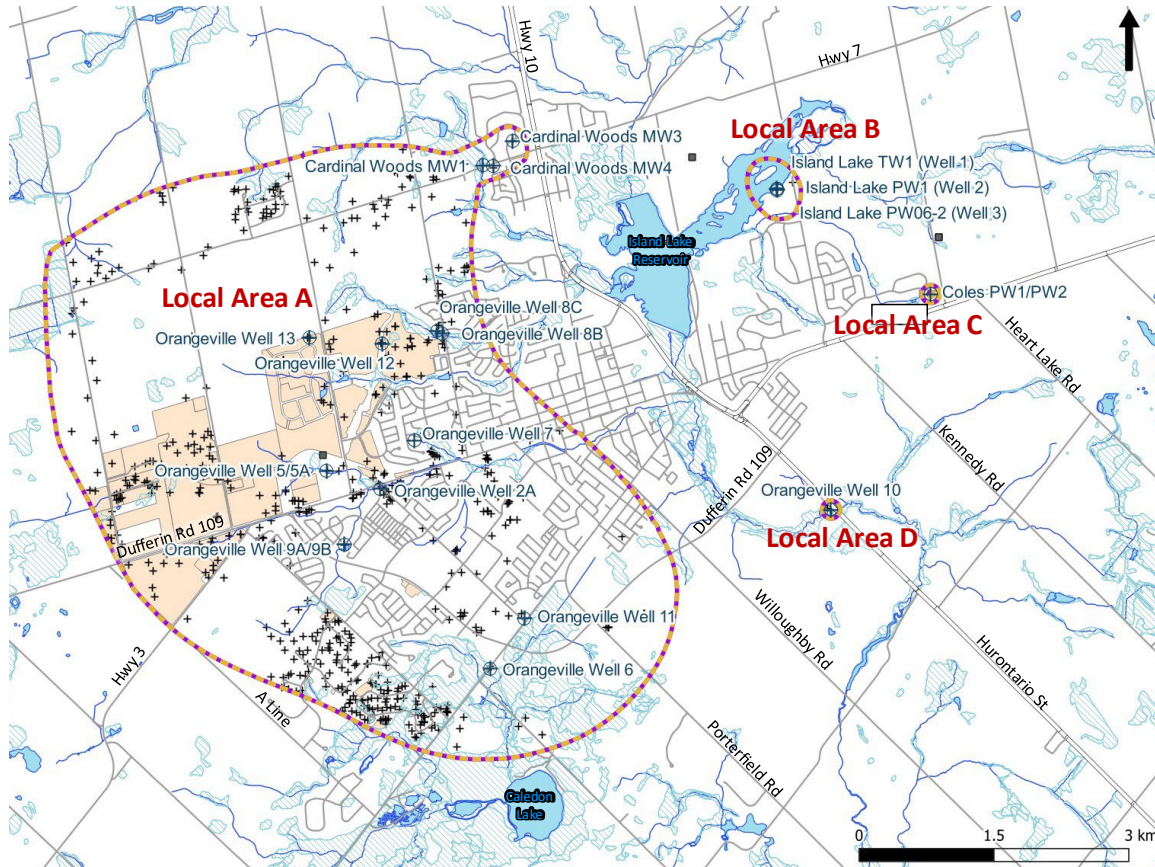 Hwy 10
Hwy 7
Local Area B
Cardinal Woods MW3
Cardinal Woods MW1
Cardinal Woods MW4
Island Lake TW1 (Well 1)
Island Lake PW1 (Well 2)
Island Lake PW06-2 (Well 3)
Island Lake
Reservoir
Local Area A
Coles PW1/PW2
Local Area C
Orangeville Well 8C
Orangeville Well 13
Orangeville Well 8B
Orangeville Well 12
Heart Lake Rd
Orangeville Well 7
Kennedy Rd
Orangeville Well 5/5A
Orangeville Well 2A
Orangeville Well 10
Dufferin Rd 109
Dufferin Rd 109
Local Area D
Orangeville Well 9A/9B
Orangeville Well 11
Willoughby Rd
Orangeville Well 6
Hwy 3
A Line
Hurontario St
Porterfield Rd
Caledon
Lake
0 1.5 3 km